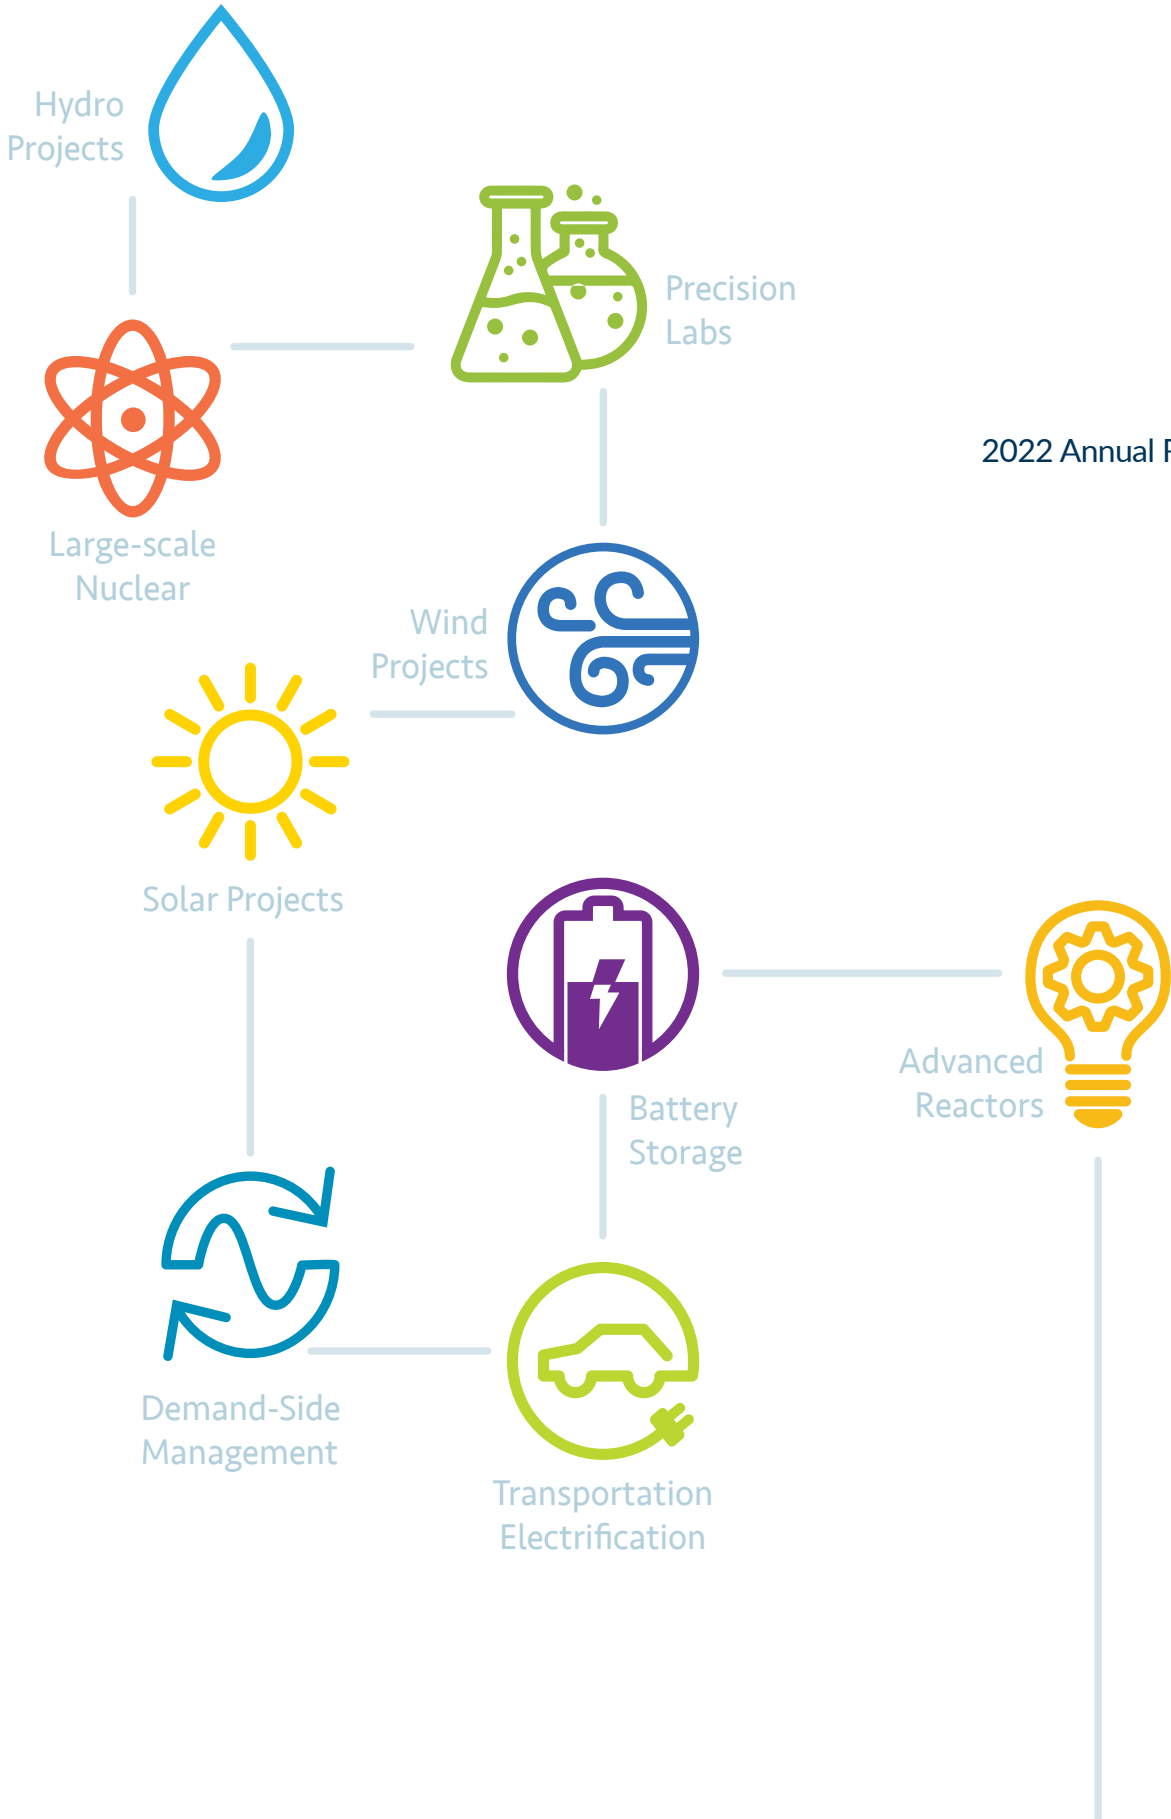 Hydro
Projects
Precision
Labs
2022 Annual
Large-scale
Nuclear
Wind
Projects
Solar Projects
Advanced
Reactors
Battery
Storage
Demand-Side
Management
Transportation
Electrification